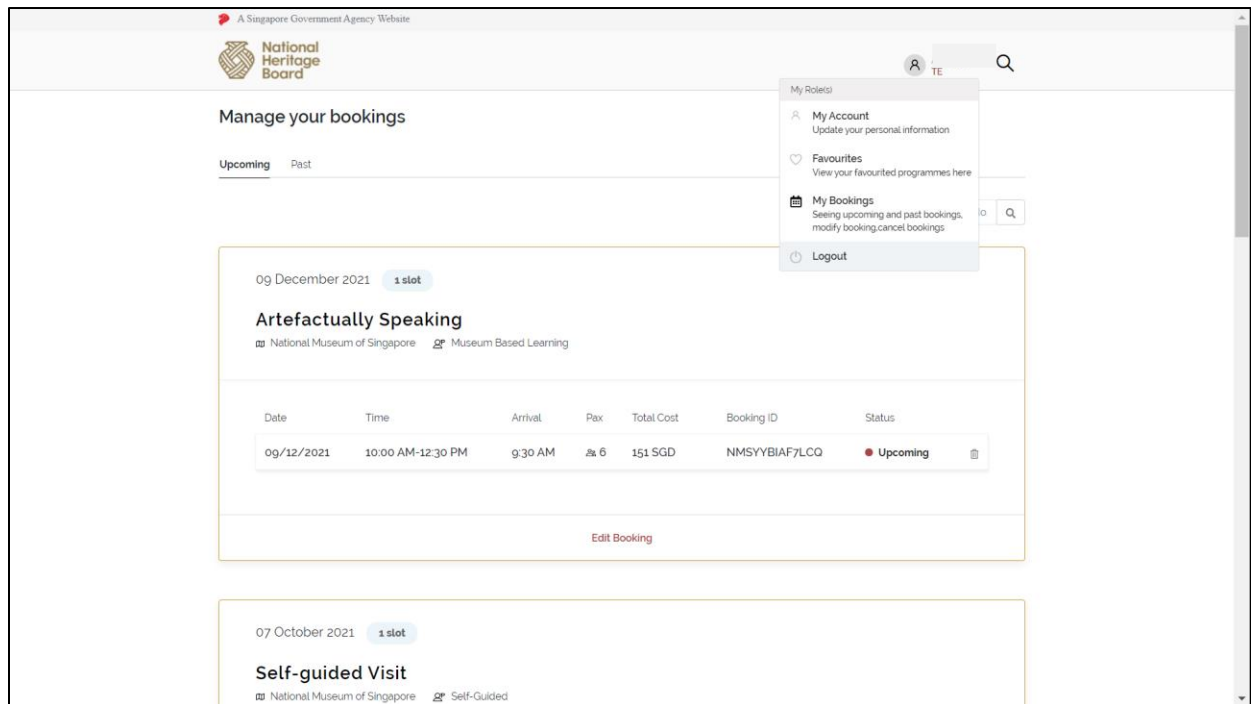 A Singapore Government Agency Website
National
Heritage
Board
TE
My Role(s)
My Account
Update your personal information
Favourites
View your favourited programmes here
My Bookings
Seeing upcoming and past bookings,
modify booking,cancel bookings
Logout
Manage your bookings
Upcoming Past
09 December 2021 1 slot
Artefactually Speaking
National Museum of Singapore Museum Based Learning
Date Time Arrival Pax Total Cost Booking ID Status
09/12/2021 10:00 AM-12:30 PM 9:30 AM 6 151 SGD NMSYYBIAF7LCQ Upcoming
Edit Booking
07 October 2021 1 slot
Self-guided Visit
National Museum of Singapore Self-Guided